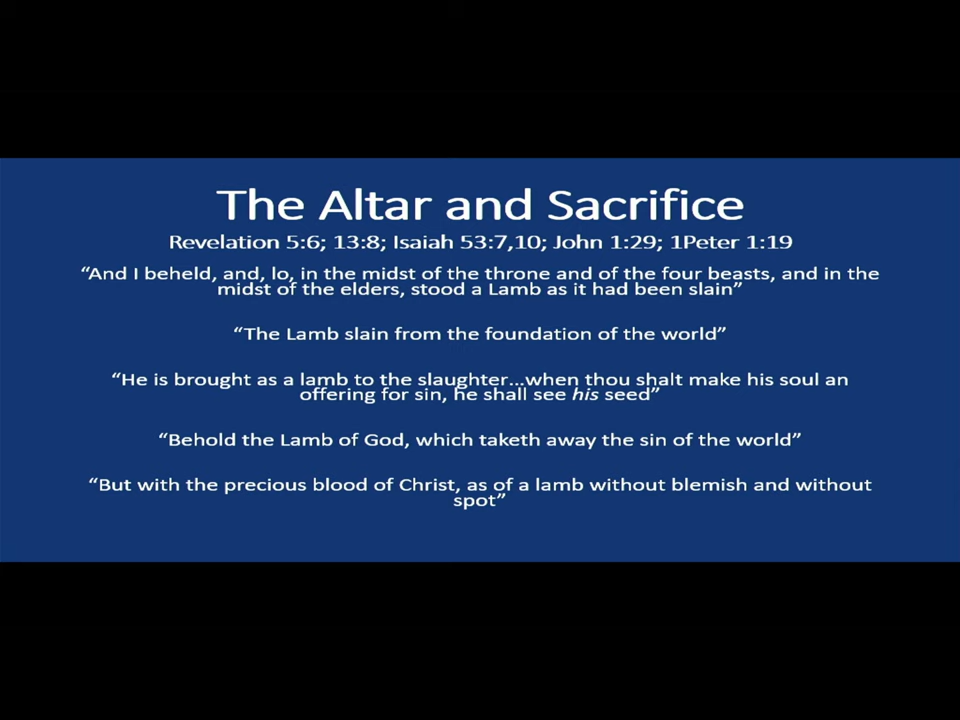 The Altar and Sacrifice
Revelation 5:6; 13:8; Isaiah 53:7,10; John 1:29; 1Peter 1:19
“And I beheld, and, lo, in the midst of the throne and of the four beasts, and in the
midst of the elders, stood a Lamb as it had been slain”
“The Lamb slain from the foundation of the world”
“He is brought as a lamb to the slaughter…when thou shalt make his soul an
offering for sin, he shall see his seed”
“Behold the Lamb of God, which taketh away the sin of the world”
“But with the precious blood of Christ, as of a lamb without blemish and without
spot”